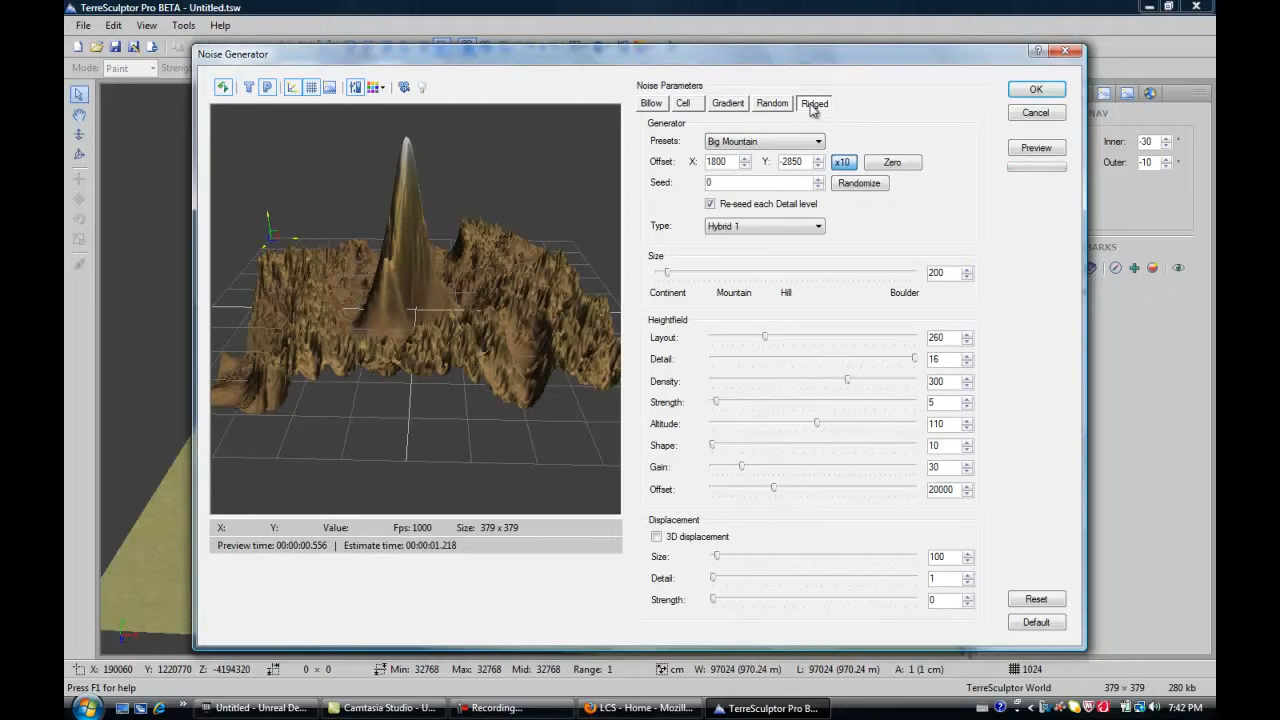 TerreSculptor Pro BETA - Untitled.tsw
File Edit View Tools Help
Mode: Paint
Noise Generator
Noise Parameters
Billow Cell Gradient Random Ridged
Generator
Presets: Big Mountain
Offset: X: 1800 Y: -2850 x10 Zero
Seed: 0 Randomize
Re-seed each Detail level
Type: Hybrid 1
Size
200
Continent Mountain Hill Boulder
Heightfield
Layout: 260
Detail: 16
Density: 300
Strength: 5
Altitude: 110
Shape: 10
Gain: 30
Offset: 20000
Displacement
3D displacement
Size: 100
Detail: 1
Strength: 0
OK
Cancel
Preview
Reset
Default
X: Y: Value: Fps: 1000 Size: 379 x 379
Preview time: 00:00:00.556 | Estimate time: 00:00:01.218
NAV
Inner: -30 °
Outer: -10 °
X: 190060 Y: 1220770 Z: -4194320 0 × 0 Min: 32768 Max: 32768 Mid: 32768 Range: 1 cm W: 97024 (970.24 m) L: 97024 (970.24 m) A: 1 (1 cm) 1024
Press F1 for help TerreSculptor World 379 × 379 280 kb
Untitled - Unreal De... Camtasia Studio - U... Recording... LCS - Home - Mozill... TerreSculptor Pro B... 7:42 PM